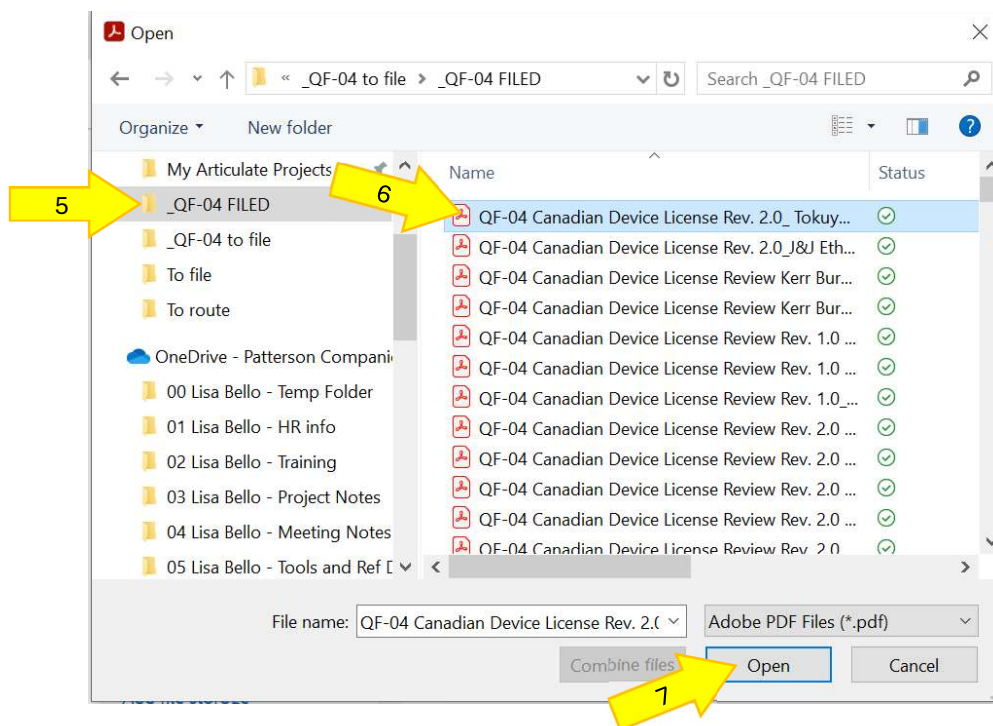 Open
« _QF-04 to file > _QF-04 FILED
Search _QF-04 FILED
Organize
New folder
My Articulate Projects
_QF-04 FILED
_QF-04 to file
To file
To route
OneDrive - Patterson Compani
00 Lisa Bello - Temp Folder
01 Lisa Bello - HR info
02 Lisa Bello - Training
03 Lisa Bello - Project Notes
04 Lisa Bello - Meeting Notes
05 Lisa Bello - Tools and Ref
5
6
Name
Status
QF-04 Canadian Device License Rev. 2.0_ Tokuy...
QF-04 Canadian Device License Rev. 2.0_J&J Eth...
QF-04 Canadian Device License Review Kerr Bur...
QF-04 Canadian Device License Review Kerr Bur...
QF-04 Canadian Device License Review Rev. 1.0 ...
QF-04 Canadian Device License Review Rev. 1.0 ...
QF-04 Canadian Device License Review Rev. 1.0_...
QF-04 Canadian Device License Review Rev. 2.0 ...
QF-04 Canadian Device License Review Rev. 2.0 ...
QF-04 Canadian Device License Review Rev. 2.0 ...
QF-04 Canadian Device License Review Rev. 2.0 ...
QF-04 Canadian Device License Review Rev. 2.0
File name:
QF-04 Canadian Device License Rev. 2.(
Adobe PDF Files (*.pdf)
Combine files
Open
Cancel
7